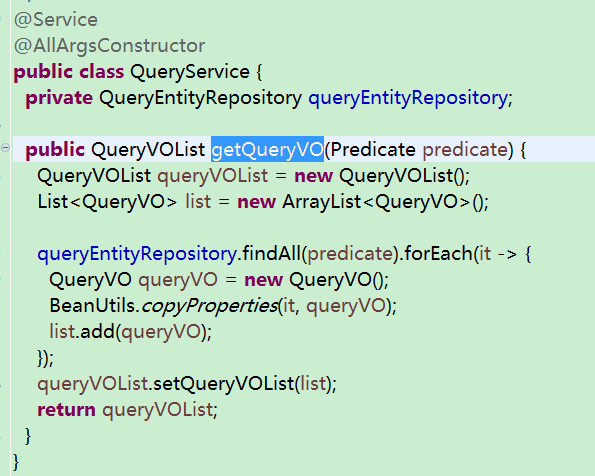 @Service
@AllArgsConstructor
public class QueryService {
  private QueryEntityRepository queryEntityRepository;

  public QueryVOList getQueryVO(Predicate predicate) {
    QueryVOList queryVOList = new QueryVOList();
    List<QueryVO> list = new ArrayList<QueryVO>();

    queryEntityRepository.findAll(predicate).forEach(it -> {
      QueryVO queryVO = new QueryVO();
      BeanUtils.copyProperties(it, queryVO);
      list.add(queryVO);
    });
    queryVOList.setQueryVOList(list);
    return queryVOList;
  }
}